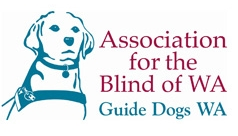 Association
for the
Blind of WA
Guide Dogs WA